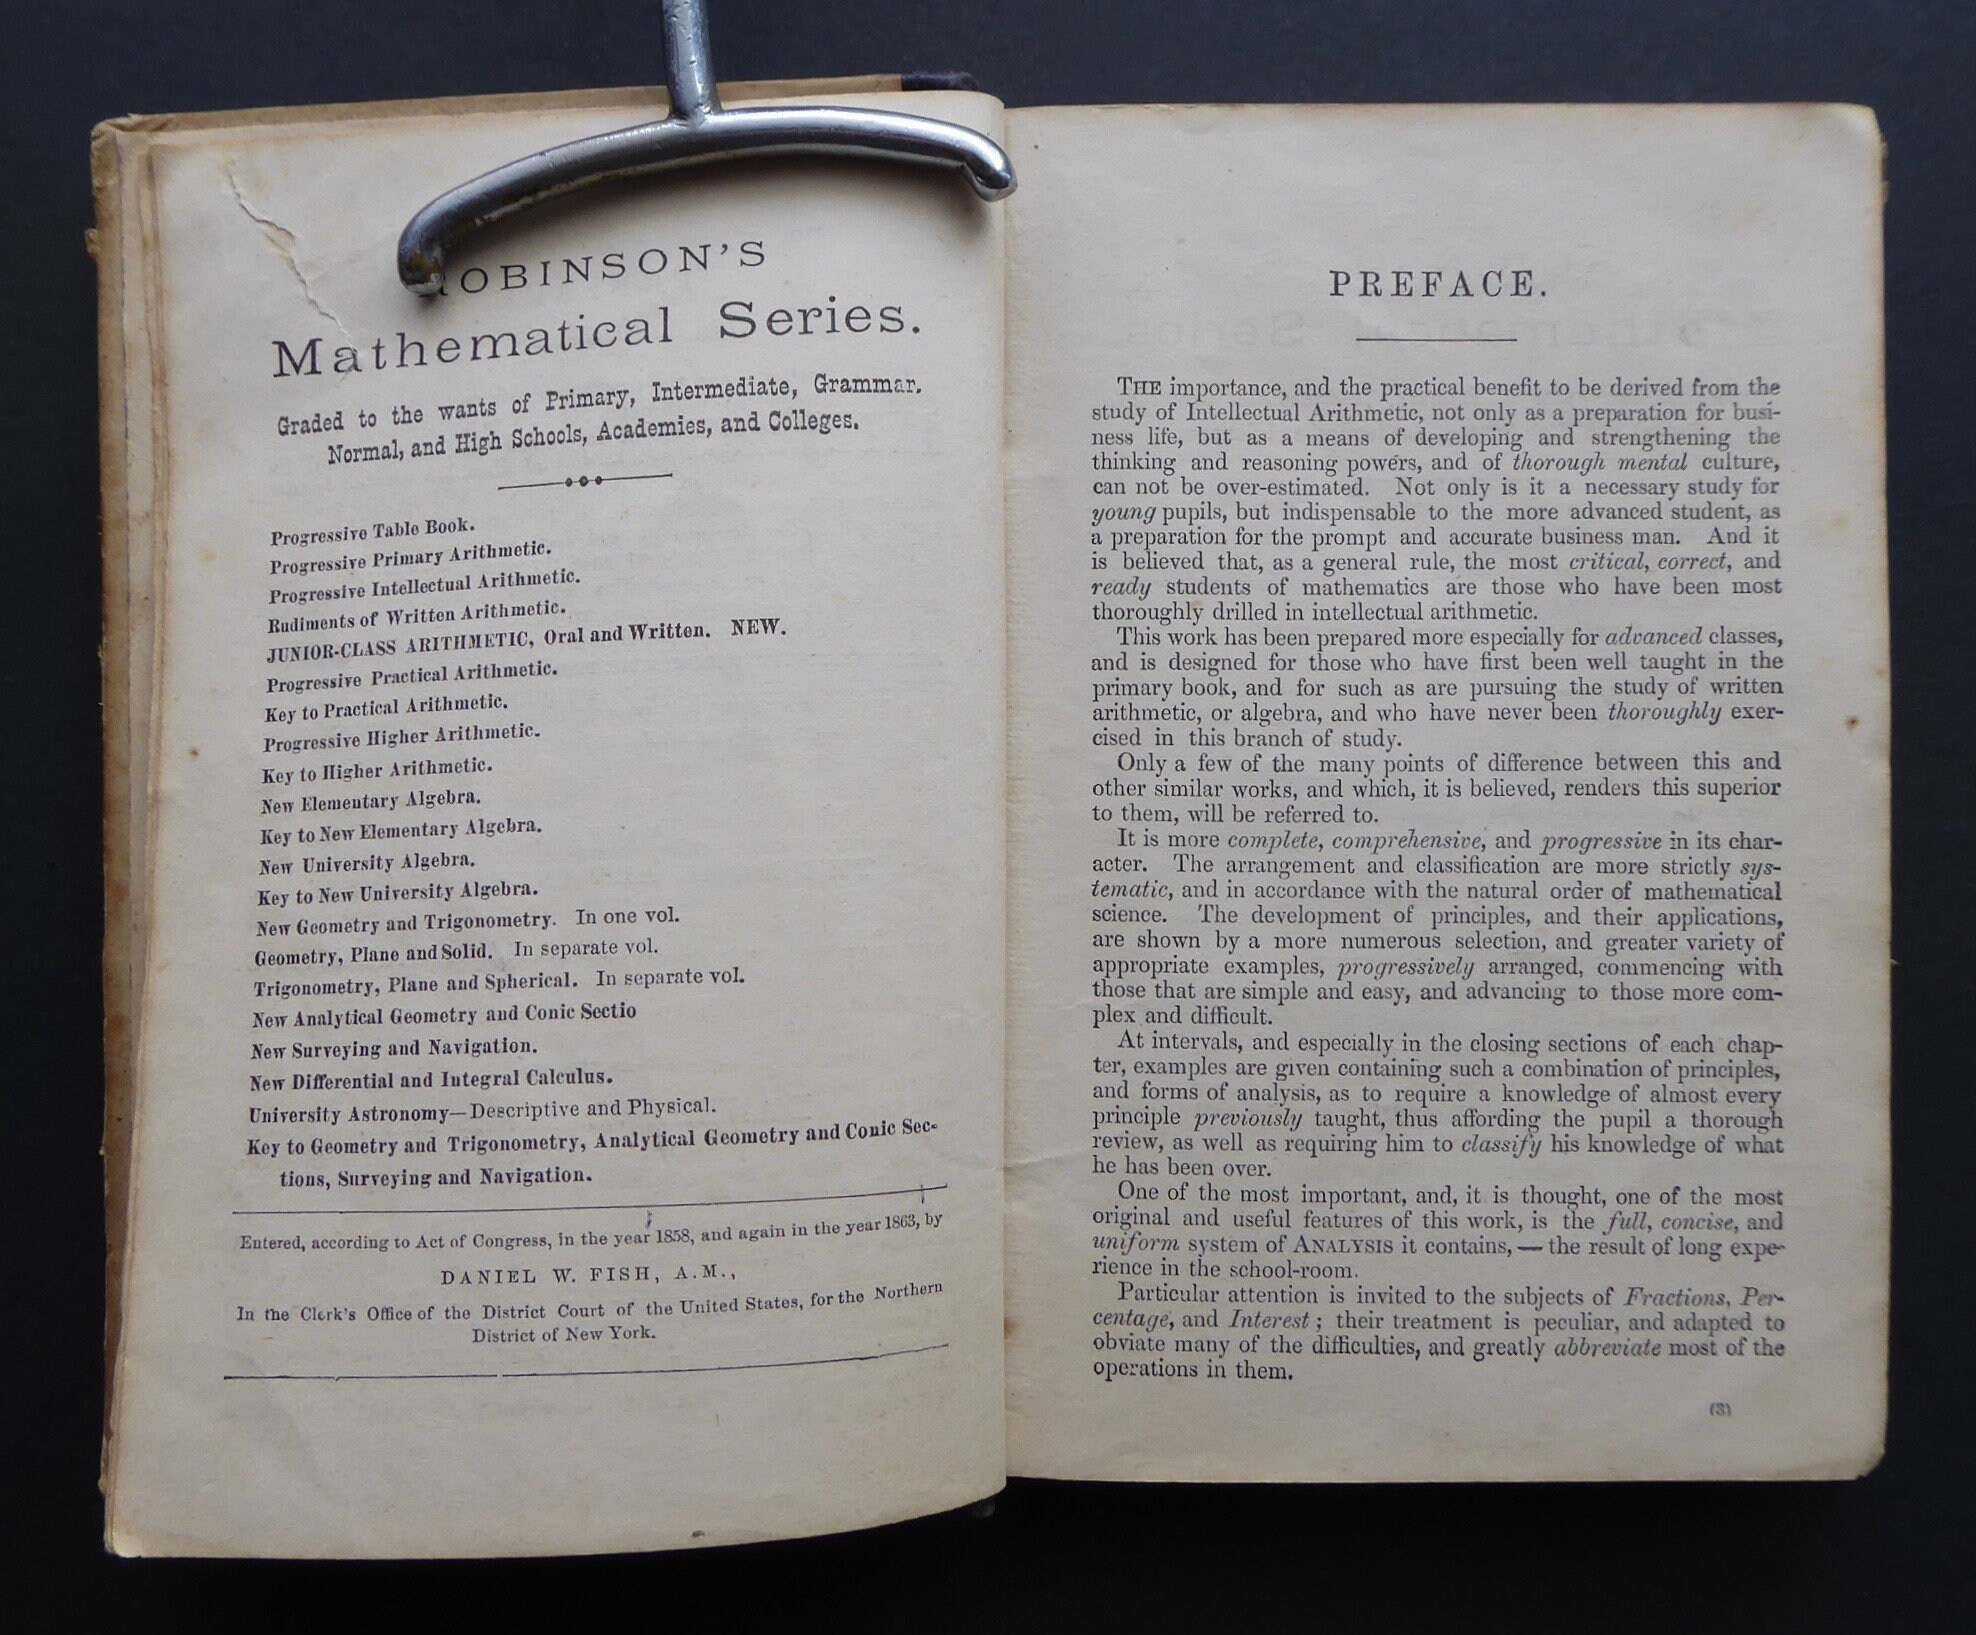 ROBINSON'S
Mathematical Series.
Graded to the wants of Primary, Intermediate, Grammar,
Normal, and High Schools, Academies, and Colleges.
Progressive Table Book.
Progressive Primary Arithmetic.
Progressive Intellectual Arithmetic.
Rudiments of Written Arithmetic.
JUNIOR-CLASS ARITHMETIC, Oral and Written. NEW.
Progressive Practical Arithmetic.
Key to Practical Arithmetic.
Progressive Higher Arithmetic.
Key to Higher Arithmetic.
New Elementary Algebra.
Key to New Elementary Algebra.
New University Algebra.
Key to New University Algebra.
New Geometry and Trigonometry. In one vol.
Geometry, Plane and Solid. In separate vol.
Trigonometry, Plane and Spherical. In separate vol.
New Analytical Geometry and Conic Sectio
New Surveying and Navigation.
New Differential and Integral Calculus.
University Astronomy—Descriptive and Physical.
Key to Geometry and Trigonometry, Analytical Geometry and Conic Sec-
tions, Surveying and Navigation.
Entered, according to Act of Congress, in the year 1858, and again in the year 1863, by
DANIEL W. FISH, A.M.,
In the Clerk's Office of the District Court of the United States, for the Northern
District of New York.
PREFACE.
THE importance, and the practical benefit to be derived from the
study of Intellectual Arithmetic, not only as a preparation for busi-
ness life, but as a means of developing and strengthening the
thinking and reasoning powers, and of thorough mental culture,
can not be over-estimated. Not only is it a necessary study for
young pupils, but indispensable to the more advanced student, as
a preparation for the prompt and accurate business man. And it
is believed that, as a general rule, the most critical, correct, and
ready students of mathematics are those who have been most
thoroughly drilled in intellectual arithmetic.
This work has been prepared more especially for advanced classes,
and is designed for those who have first been well taught in the
primary book, and for such as are pursuing the study of written
arithmetic, or algebra, and who have never been thoroughly exer-
cised in this branch of study.
Only a few of the many points of difference between this and
other similar works, and which, it is believed, renders this superior
to them, will be referred to.
It is more complete, comprehensive, and progressive in its char-
acter. The arrangement and classification are more strictly sys-
tematic, and in accordance with the natural order of mathematical
science. The development of principles, and their applications,
are shown by a more numerous selection, and greater variety of
appropriate examples, progressively arranged, commencing with
those that are simple and easy, and advancing to those more com-
plex and difficult.
At intervals, and especially in the closing sections of each chap-
ter, examples are given containing such a combination of principles,
and forms of analysis, as to require a knowledge of almost every
principle previously taught, thus affording the pupil a thorough
review, as well as requiring him to classify his knowledge of what
he has been over.
One of the most important, and, it is thought, one of the most
original and useful features of this work, is the full, concise, and
uniform system of ANALYSIS it contains, — the result of long expe-
rience in the school-room.
Particular attention is invited to the subjects of Fractions, Per-
centage, and Interest; their treatment is peculiar, and adapted to
obviate many of the difficulties, and greatly abbreviate most of the
operations in them.
(3)